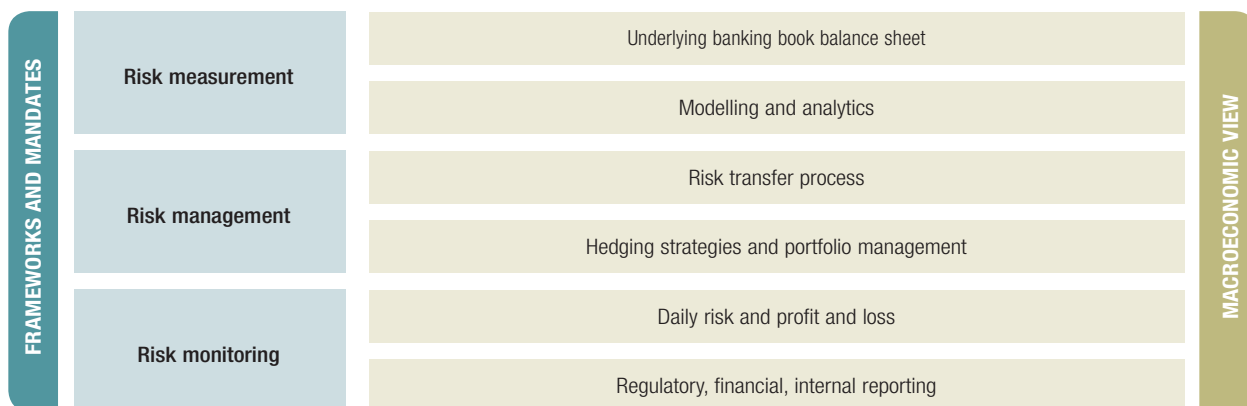 FRAMEWORKS AND MANDATES
Risk measurement
Underlying banking book balance sheet
Modelling and analytics
Risk management
Risk transfer process
Hedging strategies and portfolio management
Risk monitoring
Daily risk and profit and loss
Regulatory, financial, internal reporting
MACROECONOMIC VIEW